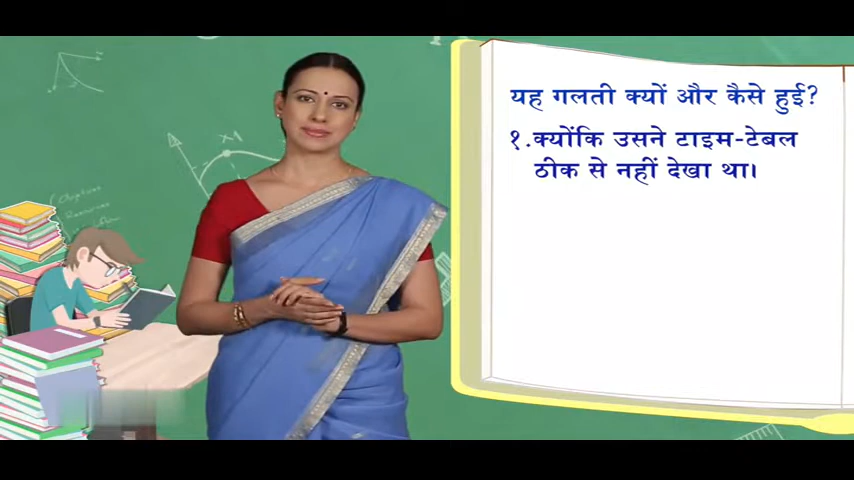 यह गलती क्यों और कैसे हुई?
१.क्योंकि उसने टाइम-टेबल
ठीक से नहीं देखा था।